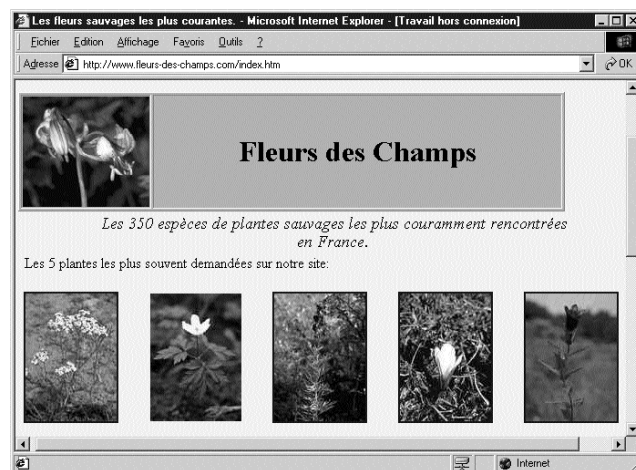 Les fleurs sauvages les plus courantes. - Microsoft Internet Explorer - [Travail hors connexion]
Fichier Edition Affichage Favoris Outils ?
Adresse http://www.fleurs-des-champs.com/index.htm OK
Fleurs des Champs
Les 350 espèces de plantes sauvages les plus couramment rencontrées
en France.
Les 5 plantes les plus souvent demandées sur notre site:
Internet